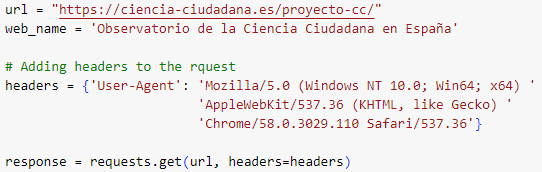 url = "https://ciencia-ciudadana.es/proyecto-cc/"
web_name = 'Observatorio de la Ciencia Ciudadana en España'
# Adding headers to the rquest
headers = {'User-Agent': 'Mozilla/5.0 (Windows NT 10.0; Win64; x64) '
'AppleWebKit/537.36 (KHTML, like Gecko) '
'Chrome/58.0.3029.110 Safari/537.36'}
response = requests.get(url, headers=headers)